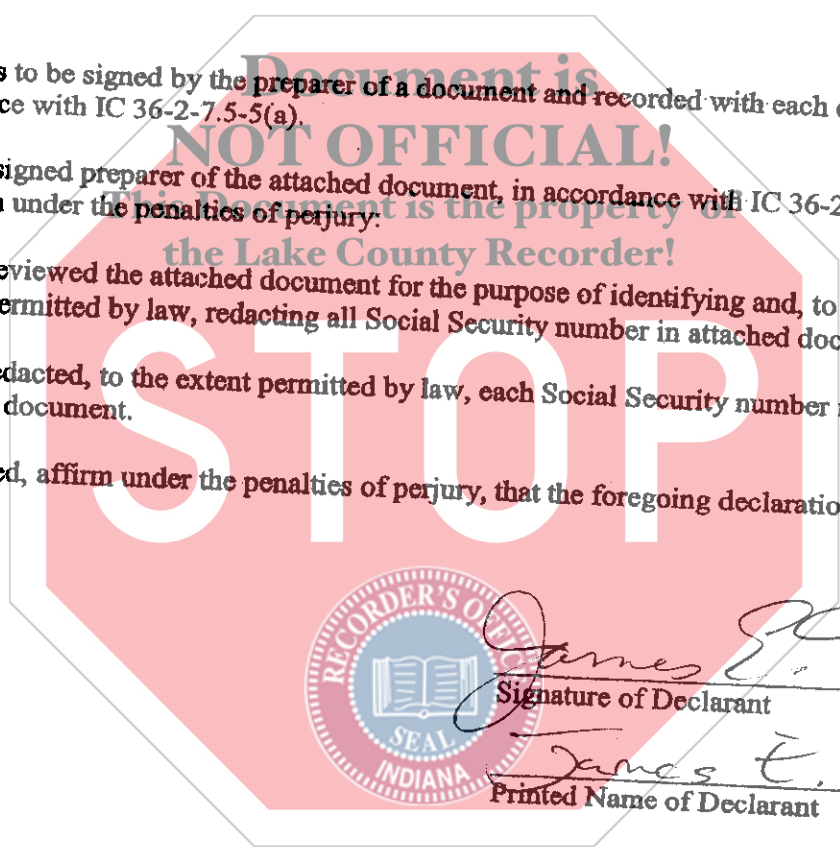 Document is
s to be signed by the preparer of a document and recorded with each
ce with IC 36-2-7.5-5(a).
NOT OFFICIAL!
signed preparer of the attached document, in accordance with IC 36-2
This Document is the property of
n under the penalties of perjury:
the Lake County Recorder!
eviewed the attached document for the purpose of identifying and, to
ermitted by law, redacting all Social Security number in attached doc
STOP
edacted, to the extent permitted by law, each Social Security number
document.
ed, affirm under the penalties of perjury, that the foregoing declaratio
RECORDER'S OFFICE
SEAL
INDIANA
James E.
Signature of Declarant
James E.
Printed Name of Declarant